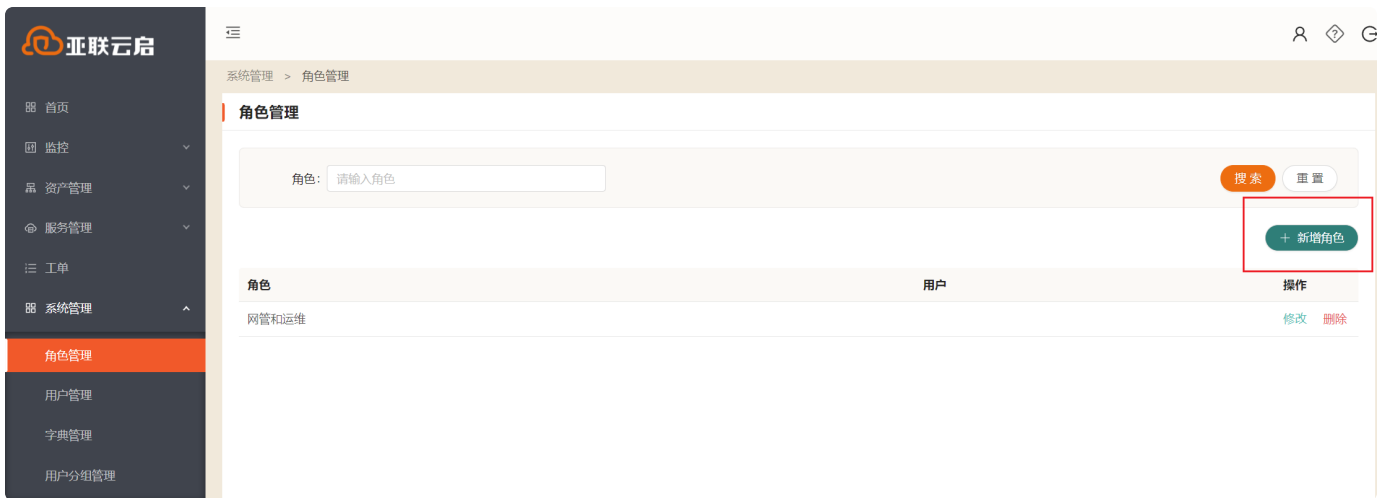 亚联云启
系统管理 > 角色管理
首页
角色管理
监控
角色: 请输入角色 搜索 重置
资产管理
服务管理
+ 新增角色
工单
角色 用户 操作
系统管理
网管和运维 修改 删除
角色管理
用户管理
字典管理
用户分组管理